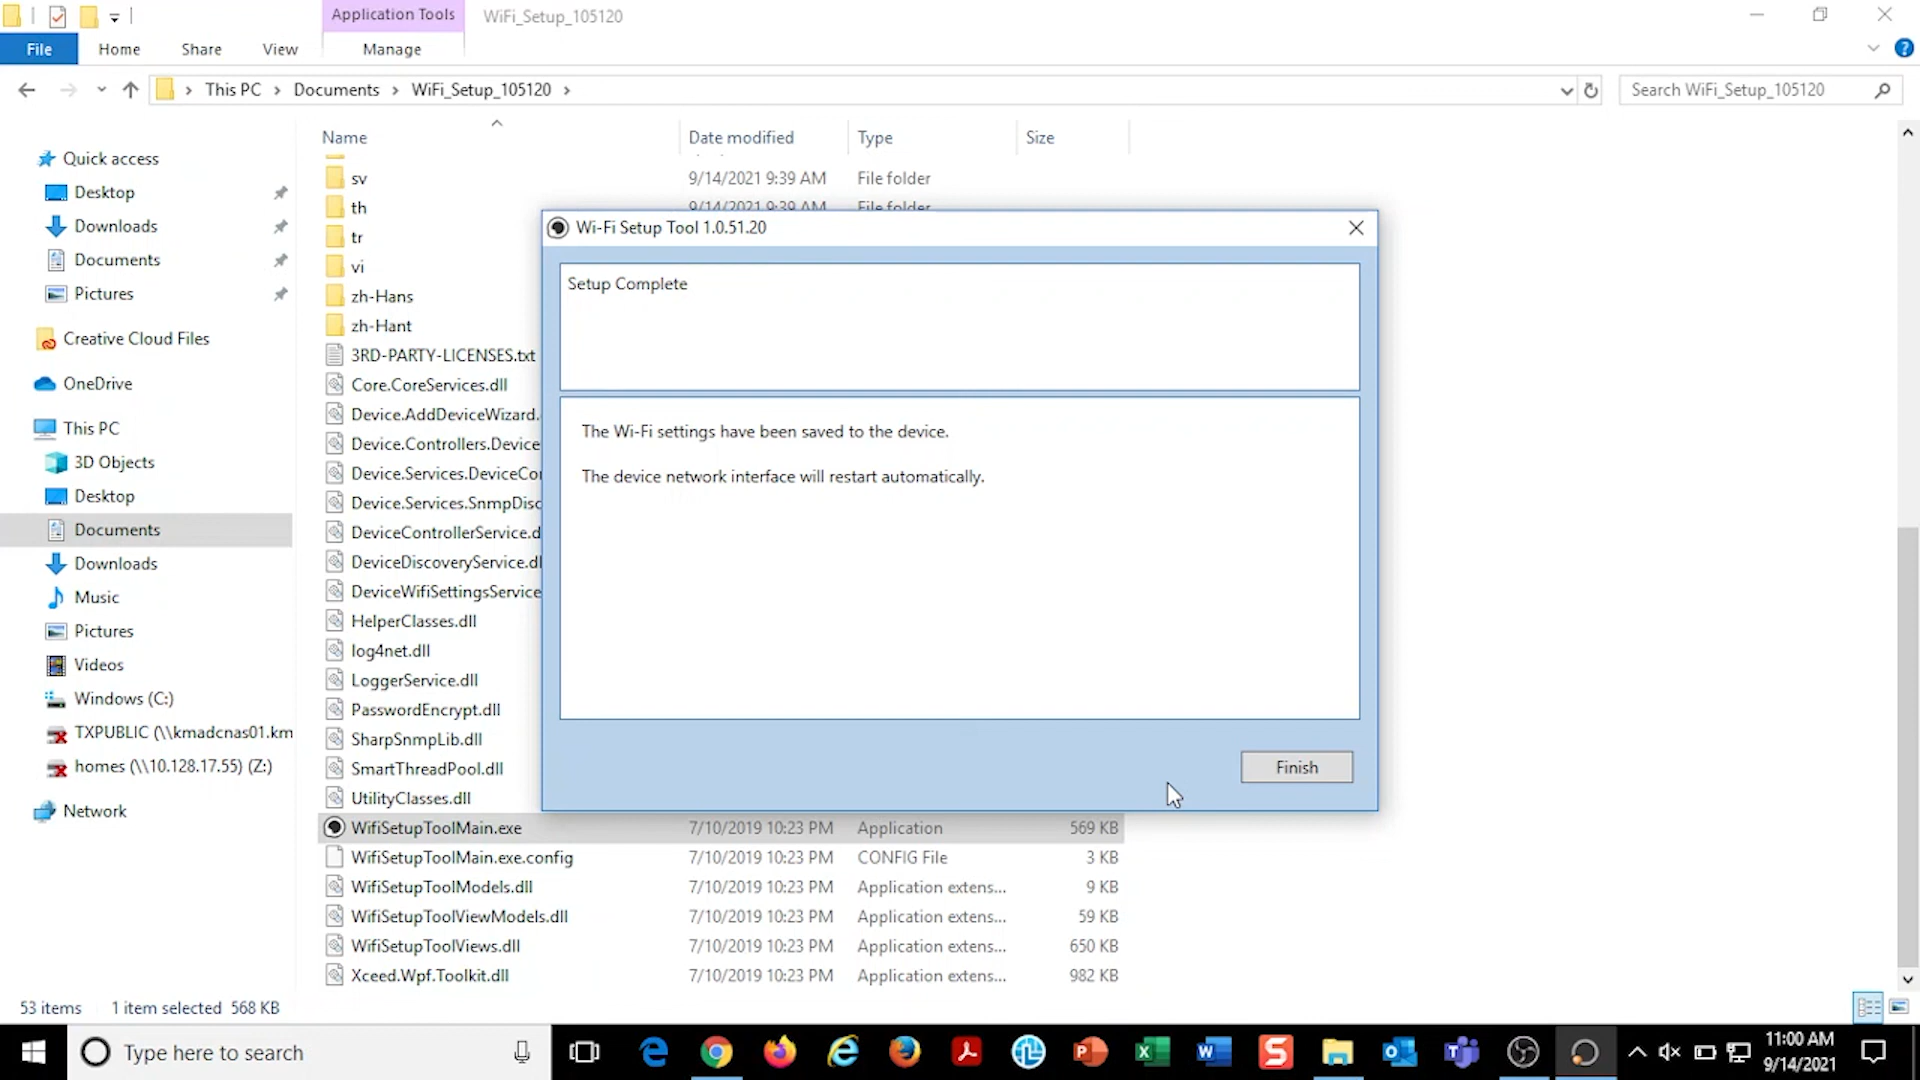 Application Tools
WiFi_Setup_105120
File
Home
Share
View
Manage
This PC
Documents
WiFi_Setup_105120
Search WiFi_Setup_105120
Name
Date modified
Type
Size
Quick access
Desktop
Downloads
Documents
Pictures
Creative Cloud Files
OneDrive
This PC
3D Objects
Desktop
Documents
Downloads
Music
Pictures
Videos
Windows (C:)
TXPUBLIC (\\kmadcnas01.km
homes (\\10.128.17.55) (Z:)
Network
sv 9/14/2021 9:39 AM File folder
th 9/14/2021 9:39 AM File folder
tr
vi
zh-Hans
zh-Hant
3RD-PARTY-LICENSES.txt
Core.CoreServices.dll
Device.AddDeviceWizard.
Device.Controllers.Device
Device.Services.DeviceCo
Device.Services.SnmpDisc
DeviceControllerService.d
DeviceDiscoveryService.dl
DeviceWifiSettingsService
HelperClasses.dll
log4net.dll
LoggerService.dll
PasswordEncrypt.dll
SharpSnmpLib.dll
SmartThreadPool.dll
UtilityClasses.dll
WifiSetupToolMain.exe 7/10/2019 10:23 PM Application 569 KB
WifiSetupToolMain.exe.config 7/10/2019 10:23 PM CONFIG File 3 KB
WifiSetupToolModels.dll 7/10/2019 10:23 PM Application extens... 9 KB
WifiSetupToolViewModels.dll 7/10/2019 10:23 PM Application extens... 59 KB
WifiSetupToolViews.dll 7/10/2019 10:23 PM Application extens... 650 KB
Xceed.Wpf.Toolkit.dll 7/10/2019 10:23 PM Application extens... 982 KB
Wi-Fi Setup Tool 1.0.51.20
Setup Complete
The Wi-Fi settings have been saved to the device.
The device network interface will restart automatically.
Finish
53 items 1 item selected 568 KB
Type here to search
11:00 AM
9/14/2021